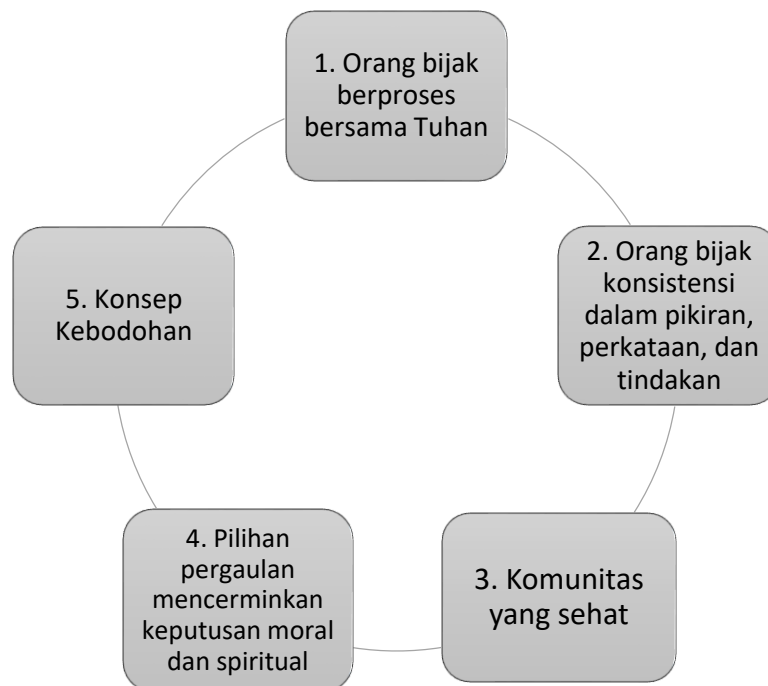 1. Orang bijak
berproses
bersama Tuhan
2. Orang bijak
konsistensi
dalam pikiran,
perkataan, dan
tindakan
3. Komunitas
yang sehat
4. Pilihan
pergaulan
mencerminkan
keputusan moral
dan spiritual
5. Konsep
Kebodohan